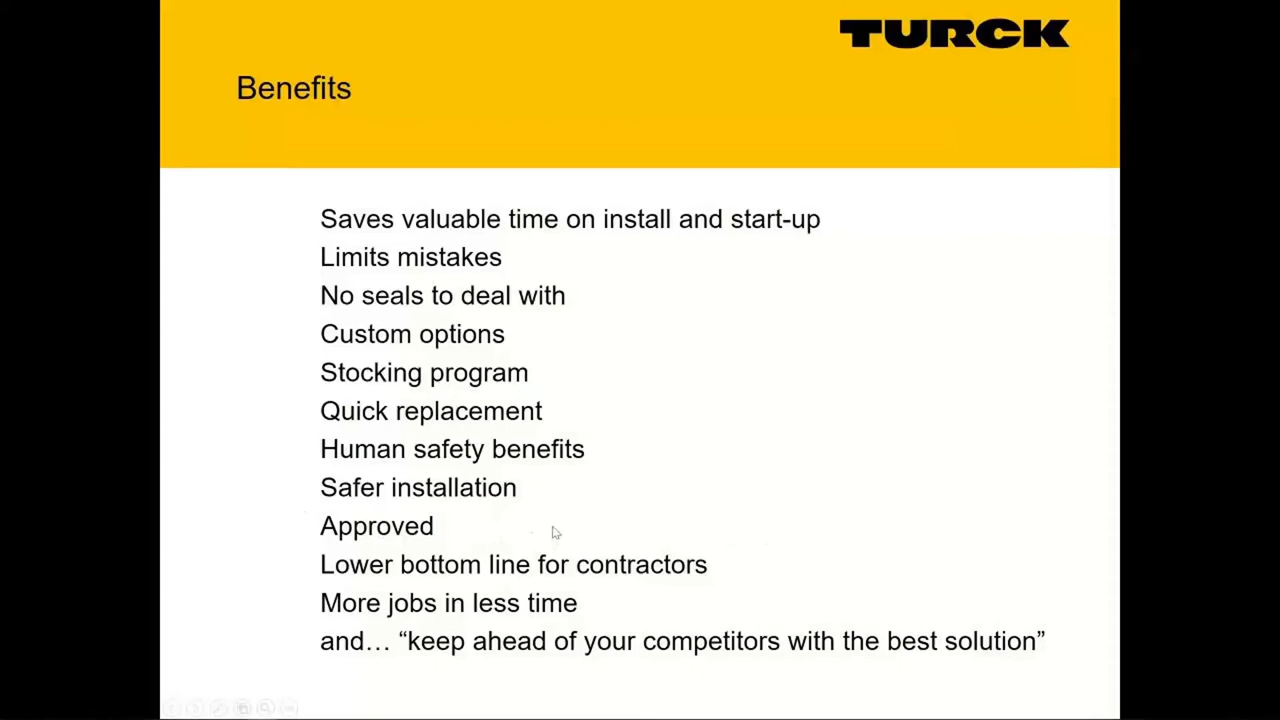 TURCK
Benefits
Saves valuable time on install and start-up
Limits mistakes
No seals to deal with
Custom options
Stocking program
Quick replacement
Human safety benefits
Safer installation
Approved
Lower bottom line for contractors
More jobs in less time
and… “keep ahead of your competitors with the best solution”